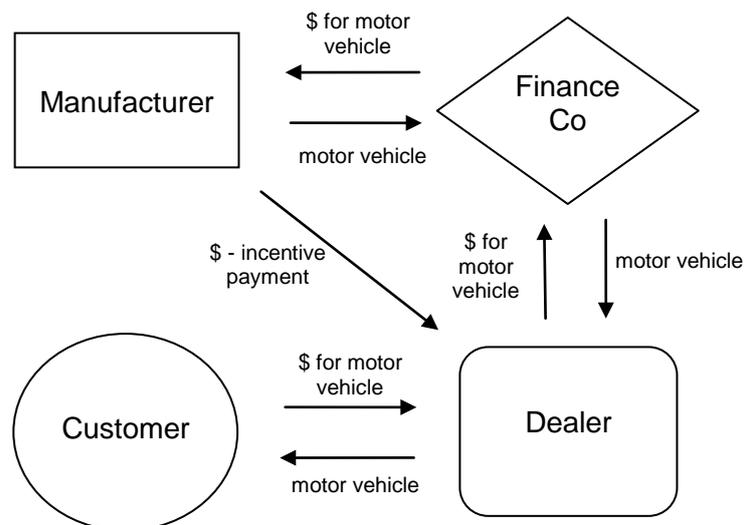 $ for motor
vehicle
Manufacturer
Finance
Co
motor vehicle
$ - incentive
payment
$ for
motor
vehicle
motor vehicle
$ for motor
vehicle
Customer
Dealer
motor vehicle